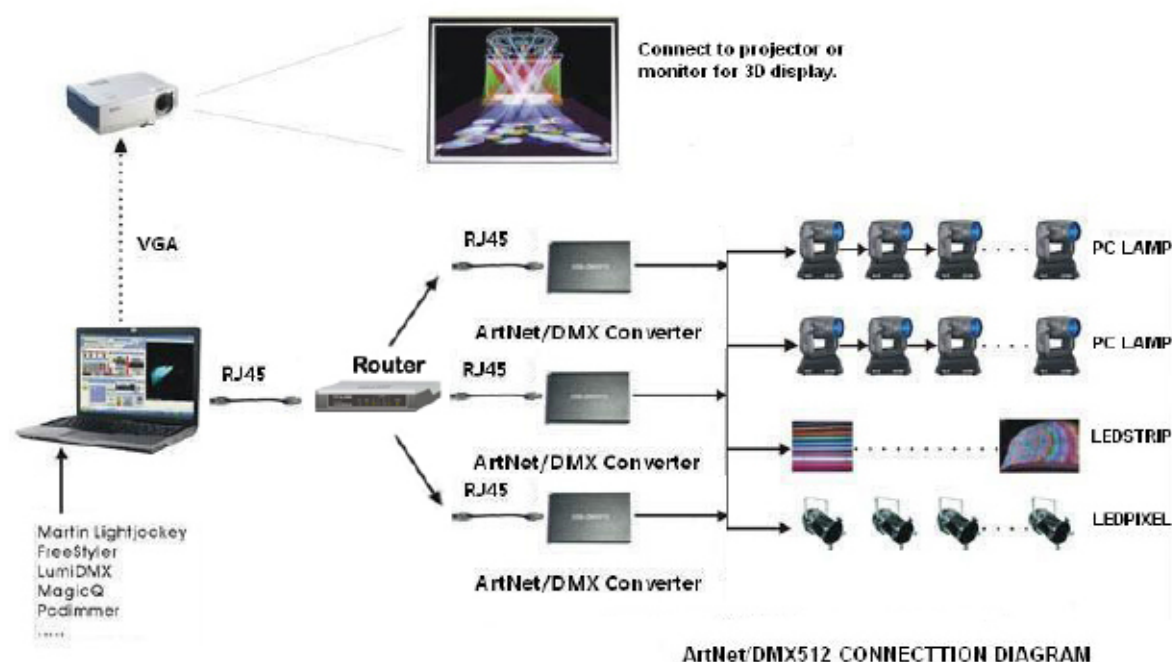 Connect to projector or
monitor for 3D display.
VGA
RJ45
PC LAMP
ArtNet/DMX Converter
PC LAMP
Router
RJ45
RJ45
ArtNet/DMX Converter
LEDSTRIP
RJ45
LEDPIXEL
ArtNet/DMX Converter
Martin Lightjockey
FreeStyler
LumiDMX
MagicQ
Pcdimmer
.....
ArtNet/DMX512 CONNECTTION DIAGRAM